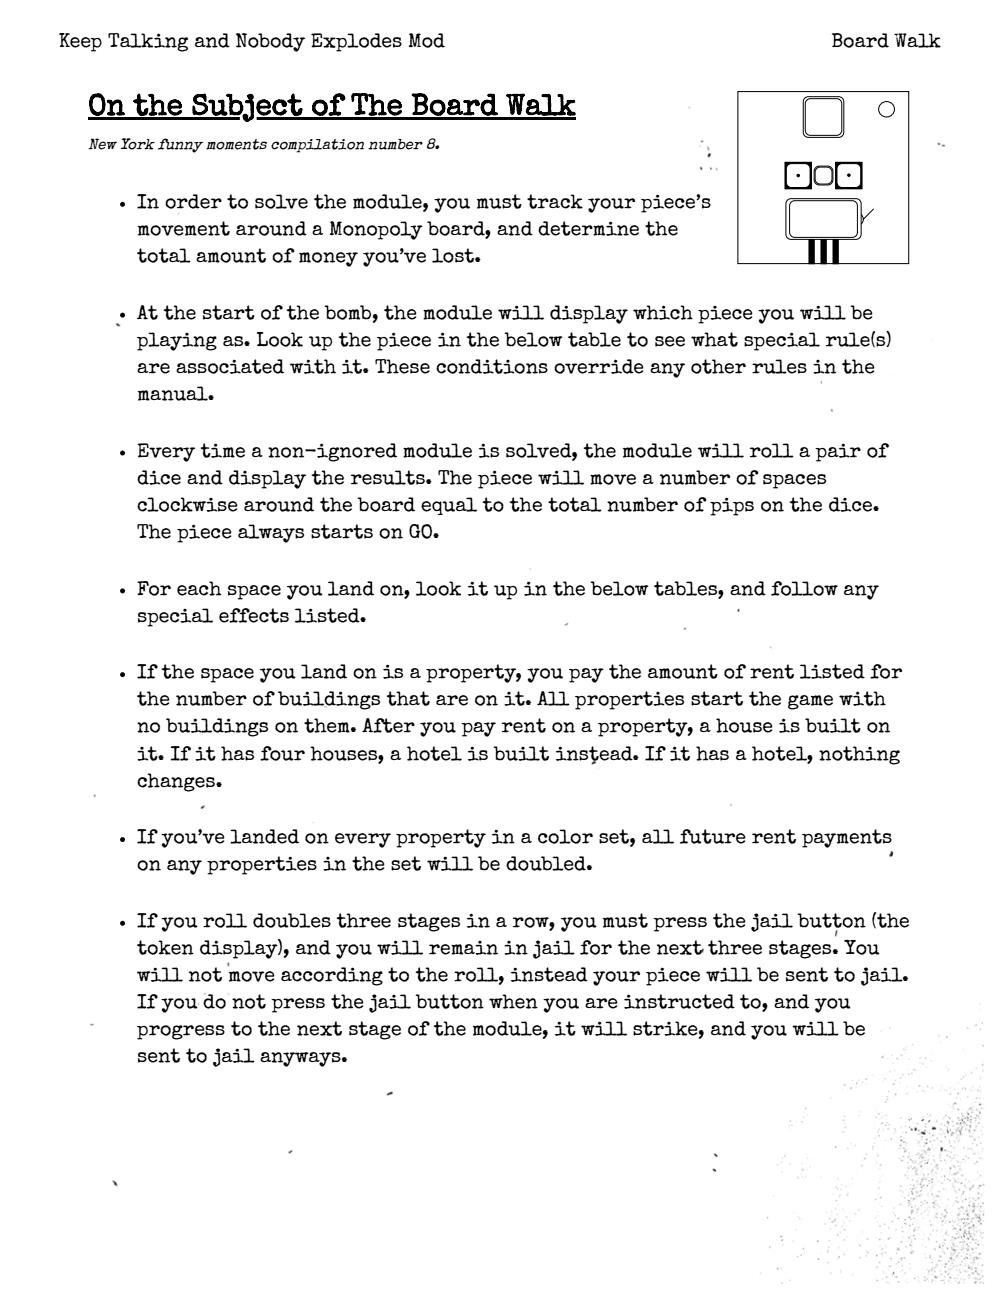 Keep Talking and Nobody Explodes Mod
Board Walk
On the Subject of The Board Walk
New York funny moments compilation number 8.
• In order to solve the module, you must track your piece's
movement around a Monopoly board, and determine the
total amount of money you've lost.
• At the start of the bomb, the module will display which piece you will be
playing as. Look up the piece in the below table to see what special rule(s)
are associated with it. These conditions override any other rules in the
manual.
• Every time a non-ignored module is solved, the module will roll a pair of
dice and display the results. The piece will move a number of spaces
clockwise around the board equal to the total number of pips on the dice.
The piece always starts on GO.
• For each space you land on, look it up in the below tables, and follow any
special effects listed.
• If the space you land on is a property, you pay the amount of rent listed for
the number of buildings that are on it. All properties start the game with
no buildings on them. After you pay rent on a property, a house is built on
it. If it has four houses, a hotel is built instead. If it has a hotel, nothing
changes.
• If you've landed on every property in a color set, all future rent payments
on any properties in the set will be doubled.
• If you roll doubles three stages in a row, you must press the jail button (the
token display), and you will remain in jail for the next three stages. You
will not move according to the roll, instead your piece will be sent to jail.
If you do not press the jail button when you are instructed to, and you
progress to the next stage of the module, it will strike, and you will be
sent to jail anyways.